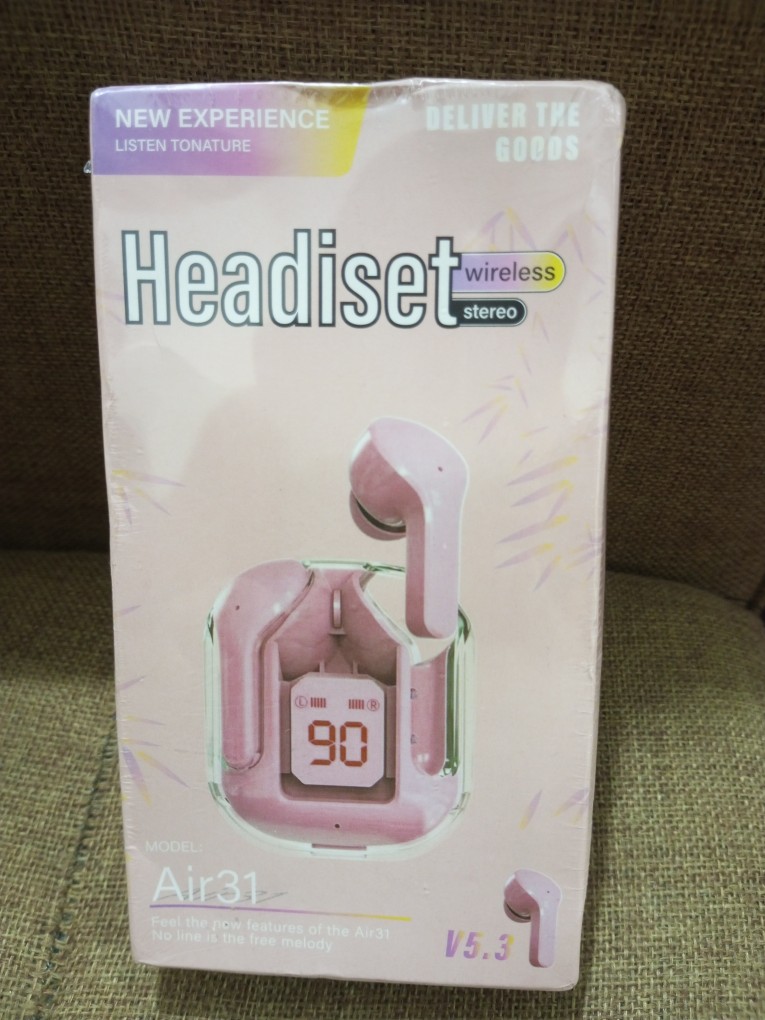 NEW EXPERIENCE
LISTEN TONATURE
DELIVER THE
GOODS
Headiset
wireless
stereo
L R
90
MODEL:
Air31
Feel the new features of the Air31
No line is the free melody
V5.3